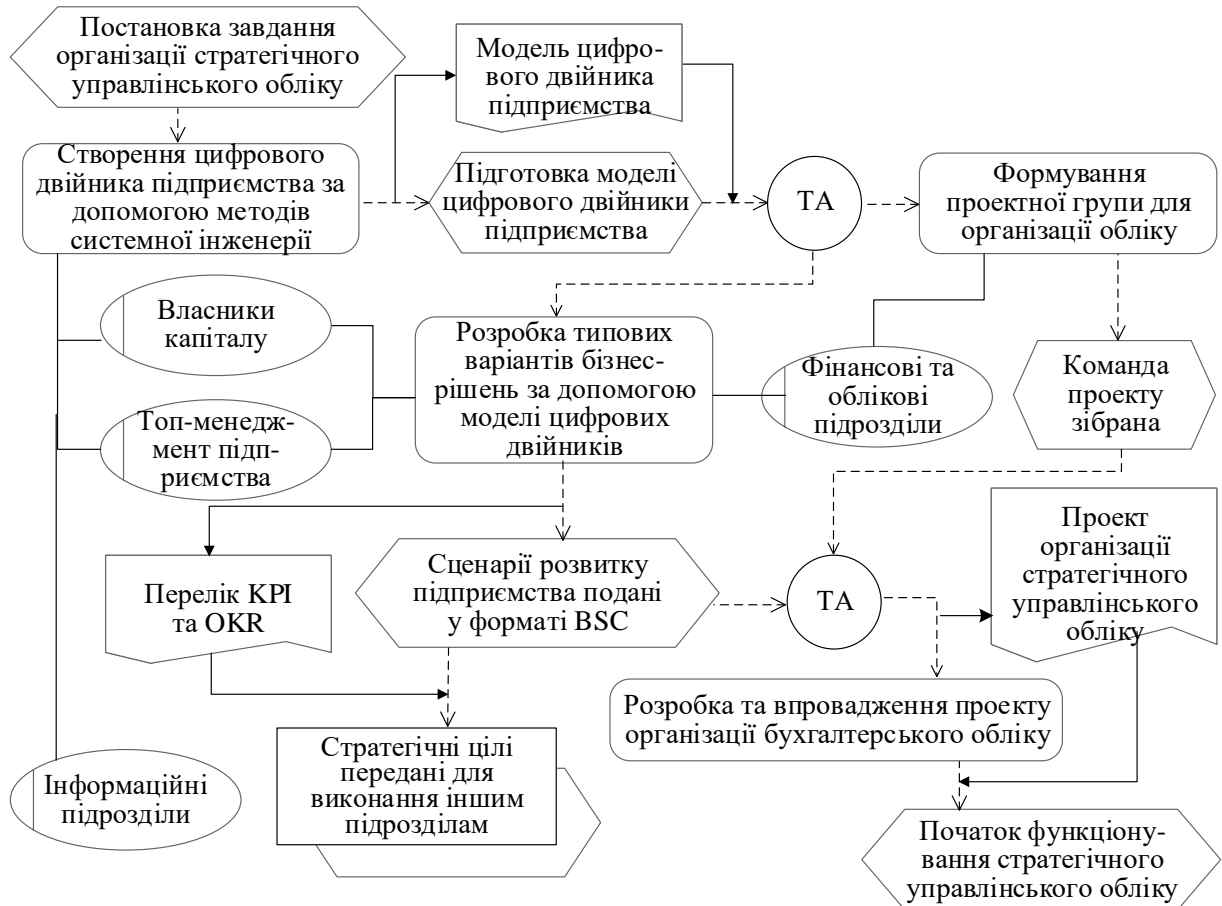 Постановка завдання
організації стратегічного
управлінського обліку
Модель цифро-
вого двійника
підприємства
Створення цифрового
двійника підприємства за
допомогою методів
системної інженерії
Підготовка моделі
цифрового двійники
підприємства
ТА
Формування
проектної групи для
організації обліку
Власники
капіталу
Розробка типових
варіантів бізнес-
рішень за допомогою
моделі цифрових
двійників
Фінансові та
облікові
підрозділи
Команда
проекту
зібрана
Топ-менедж-
мент підп-
риємства
Перелік KPI
та OKR
Сценарії розвитку
підприємства подані
у форматі BSC
ТА
Проект
організації
стратегічного
управлінського
обліку
Розробка та впровадження проекту
організації бухгалтерського обліку
Інформаційні
підрозділи
Стратегічні цілі
передані для
виконання іншим
підрозділам
Початок функціону-
вання стратегічного
управлінського обліку